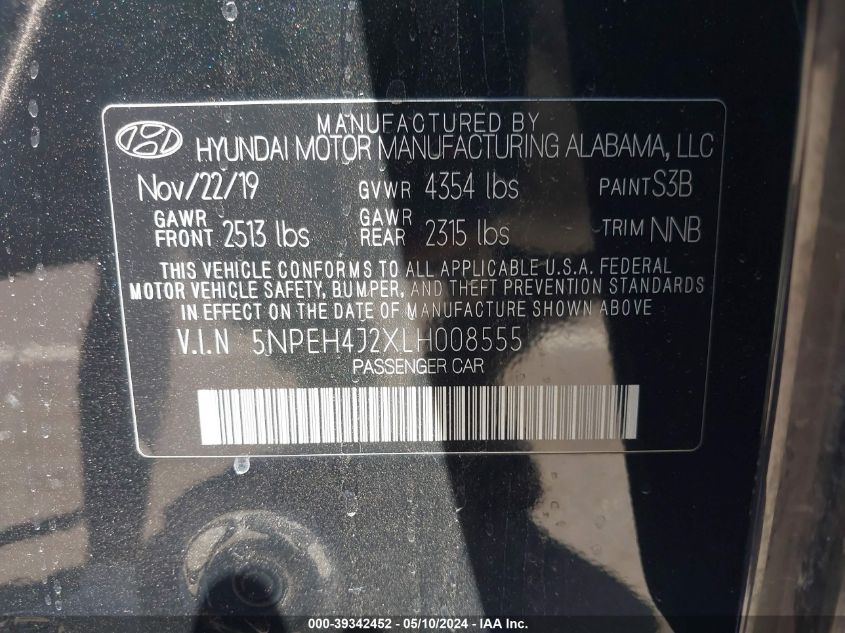 MANUFACTURED BY
HYUNDAI MOTOR MANUFACTURING ALABAMA, LLC
Nov/22/19 GVWR 4354 lbs PAINT S3B
GAWR FRONT 2513 lbs GAWR REAR 2315 lbs TRIM NNB
THIS VEHICLE CONFORMS TO ALL APPLICABLE U.S.A. FEDERAL
MOTOR VEHICLE SAFETY, BUMPER, AND THEFT PREVENTION STANDARDS
IN EFFECT ON THE DATE OF MANUFACTURE SHOWN ABOVE
V.I.N 5NPEH4J2XLH008555
PASSENGER CAR
000-39342452 - 05/10/2024 - IAA Inc.